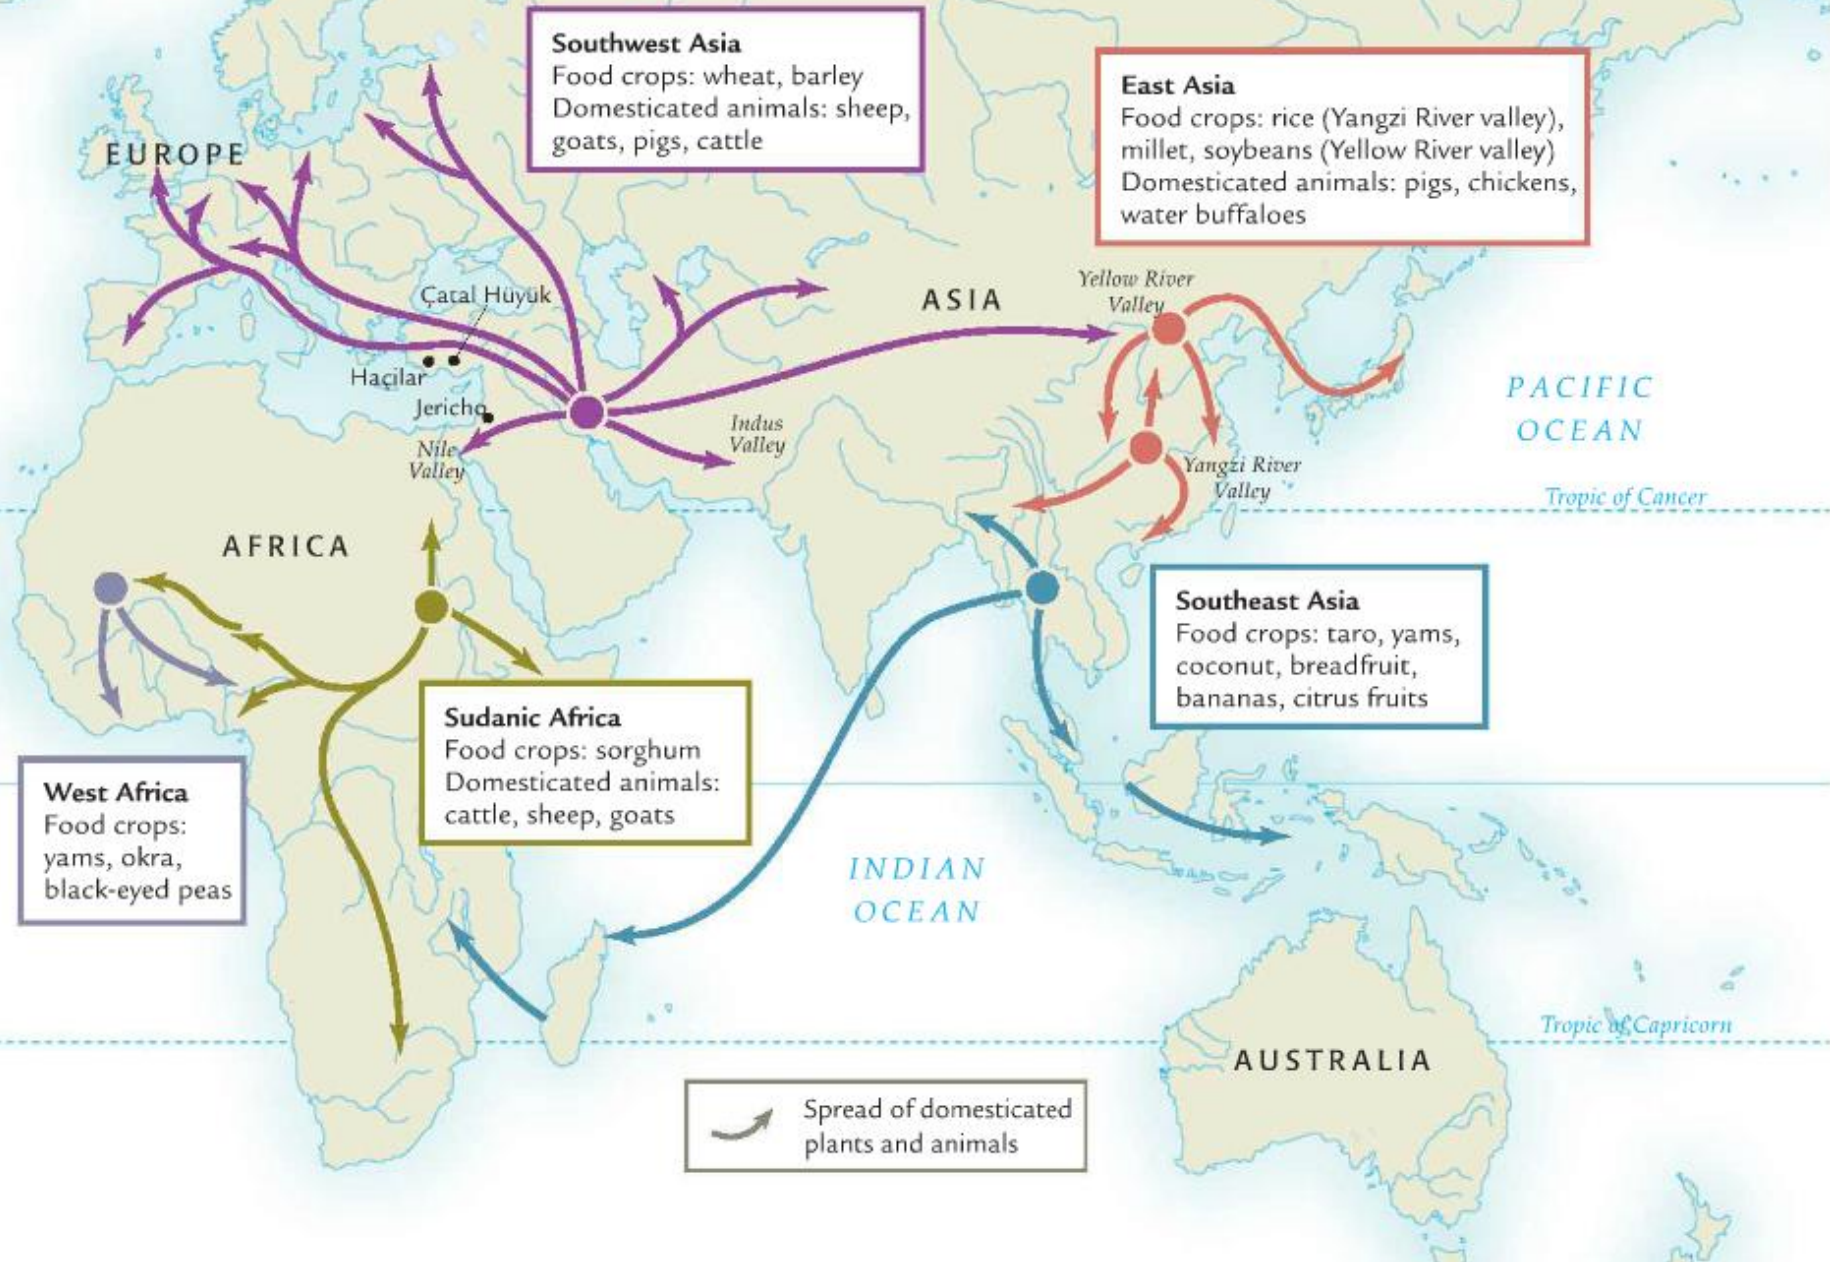 Southwest Asia
Food crops: wheat, barley
Domesticated animals: sheep,
goats, pigs, cattle
East Asia
Food crops: rice (Yangzi River valley),
millet, soybeans (Yellow River valley)
Domesticated animals: pigs, chickens,
water buffaloes
EUROPE
Yellow River
Valley
ASIA
Çatal Hüyük
Haçilar
Jericho
Nile
Valley
Indus
Valley
PACIFIC
OCEAN
Yangzi River
Valley
Tropic of Cancer
AFRICA
Southeast Asia
Food crops: taro, yams,
coconut, breadfruit,
bananas, citrus fruits
Sudanic Africa
Food crops: sorghum
Domesticated animals:
cattle, sheep, goats
West Africa
Food crops:
yams, okra,
black-eyed peas
INDIAN
OCEAN
Tropic of Capricorn
AUSTRALIA
Spread of domesticated
plants and animals